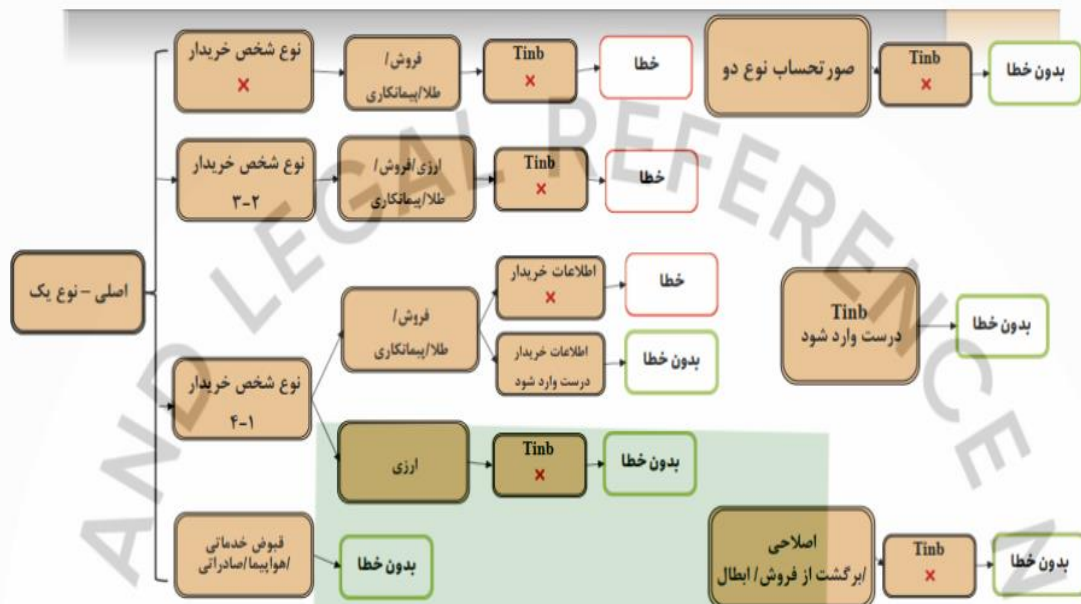 نوع شخص خریدار
×
فروش/
طلا/پیمانکاری
Tinb
×
خطا
صورتحساب نوع دو
Tinb
×
بدون خطا
نوع شخص خریدار
۳-۲
ارزی/فروش/
طلا/پیمانکاری
Tinb
×
خطا
اصلی – نوع یک
نوع شخص خریدار
۴-۱
فروش/
طلا/پیمانکاری
اطلاعات خریدار
×
خطا
اطلاعات خریدار
درست وارد شود
بدون خطا
Tinb
درست وارد شود
بدون خطا
ارزی
Tinb
×
بدون خطا
قبوض خدماتی
/هواپیما/صادراتی
بدون خطا
اصلاحی
/برگشت از فروش/ ابطال
Tinb
×
بدون خطا
AND LEGAL REFERENCE N